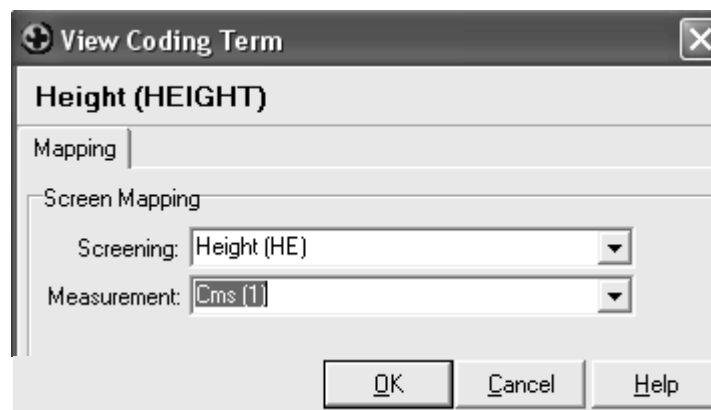 View Coding Term
Height (HEIGHT)
Mapping
Screen Mapping
Screening: Height (HE)
Measurement: Cms (1)
OK Cancel Help